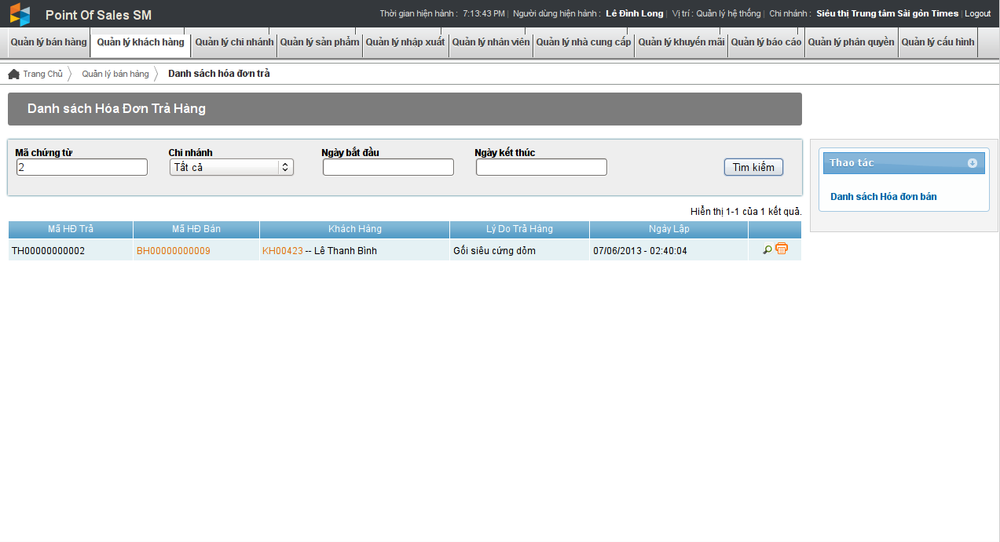 Point Of Sales SM
Thời gian hiện hành : 7:13:43 PM | Người dùng hiện hành : Lê Đình Long | Vị trí : Quản lý hệ thống | Chi nhánh : Siêu thị Trung tâm Sài gòn Times | Logout
Quản lý bán hàng Quản lý khách hàng Quản lý chi nhánh Quản lý sản phẩm Quản lý nhập xuất Quản lý nhân viên Quản lý nhà cung cấp Quản lý khuyến mãi Quản lý báo cáo Quản lý phân quyền Quản lý cấu hình
Trang Chủ Quản lý bán hàng Danh sách hóa đơn trả
Danh sách Hóa Đơn Trả Hàng
Mã chứng từ Chi nhánh Ngày bắt đầu Ngày kết thúc
2 Tất cả Tìm kiếm
Thao tác
Danh sách Hóa đơn bán
Hiển thị 1-1 của 1 kết quả.
Mã HĐ Trả Mã HĐ Bán Khách Hàng Lý Do Trả Hàng Ngày Lập
TH00000000002 BH00000000009 KH00423 -- Lê Thanh Bình Gối siêu cứng dỏm 07/06/2013 - 02:40:04